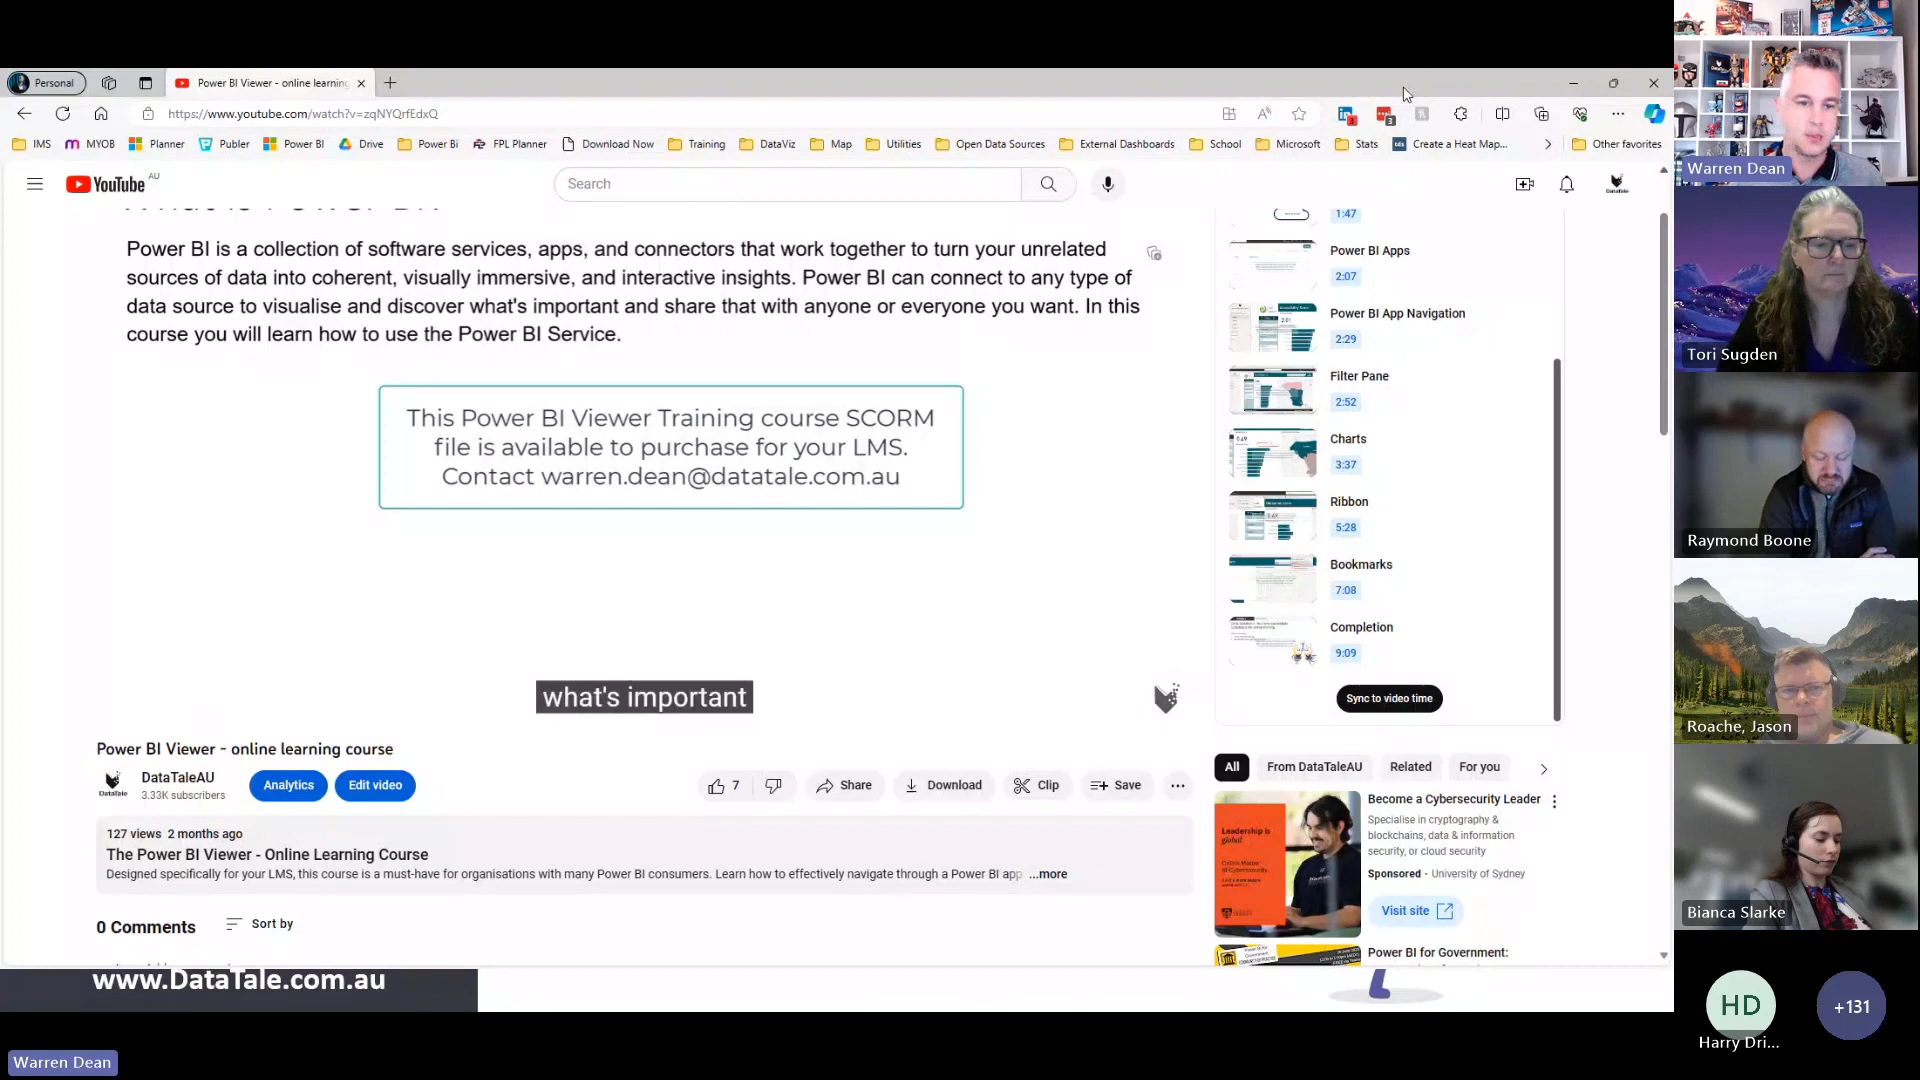 Personal
Power BI Viewer - online learning
https://www.youtube.com/watch?v=zqNYQrfEdxQ
3
3
IMS
MYOB
Planner
Publer
Power BI
Drive
Power Bi
FPL Planner
Download Now
Training
DataViz
Map
Utilities
Open Data Sources
External Dashboards
School
Microsoft
Stats
Create a Heat Map...
Other favorites
YouTube AU
Search
Power BI is a collection of software services, apps, and connectors that work together to turn your unrelated
sources of data into coherent, visually immersive, and interactive insights. Power BI can connect to any type of
data source to visualise and discover what's important and share that with anyone or everyone you want. In this
course you will learn how to use the Power BI Service.
This Power BI Viewer Training course SCORM
file is available to purchase for your LMS.
Contact warren.dean@datatale.com.au
what's important
1:47
Power BI Apps
2:07
Power BI App Navigation
2:29
Filter Pane
2:52
Charts
3:37
Ribbon
5:28
Bookmarks
7:08
Completion
9:09
Sync to video time
Power BI Viewer - online learning course
DataTaleAU
3.33K subscribers
Analytics
Edit video
7
Share
Download
Clip
Save
127 views 2 months ago
The Power BI Viewer - Online Learning Course
Designed specifically for your LMS, this course is a must-have for organisations with many Power BI consumers. Learn how to effectively navigate through a Power BI app ...more
0 Comments
Sort by
All
From DataTaleAU
Related
For you
Become a Cybersecurity Leader
Specialise in cryptography &
blockchains, data & information
security, or cloud security
Sponsored · University of Sydney
Visit site
Leadership is
global
Power BI for Government:
www.DataTale.com.au
Warren Dean
Warren Dean
Tori Sugden
Raymond Boone
Roache, Jason
Bianca Slarke
HD
Harry Dri...
+131